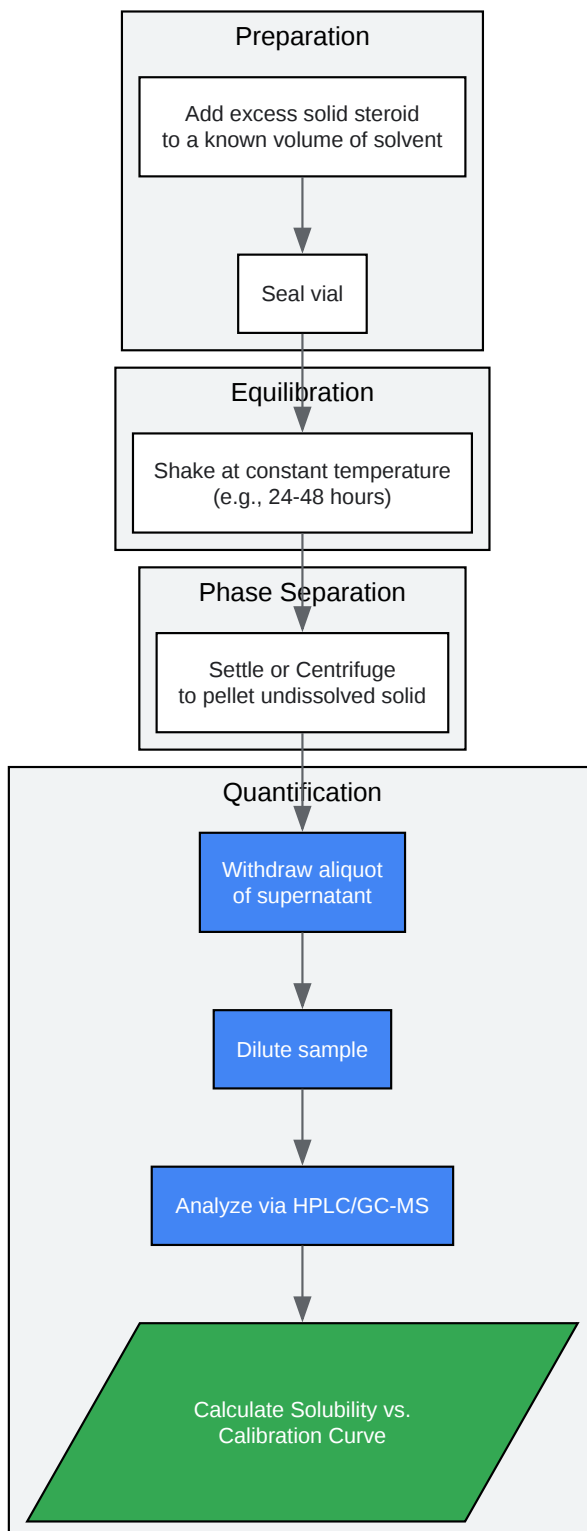 Preparation
Add excess solid steroid
to a known volume of solvent
Seal vial
Equilibration
Shake at constant temperature
(e.g., 24-48 hours)
Phase Separation
Settle or Centrifuge
to pellet undissolved solid
Quantification
Withdraw aliquot
of supernatant
Dilute sample
Analyze via HPLC/GC-MS
Calculate Solubility vs.
Calibration Curve